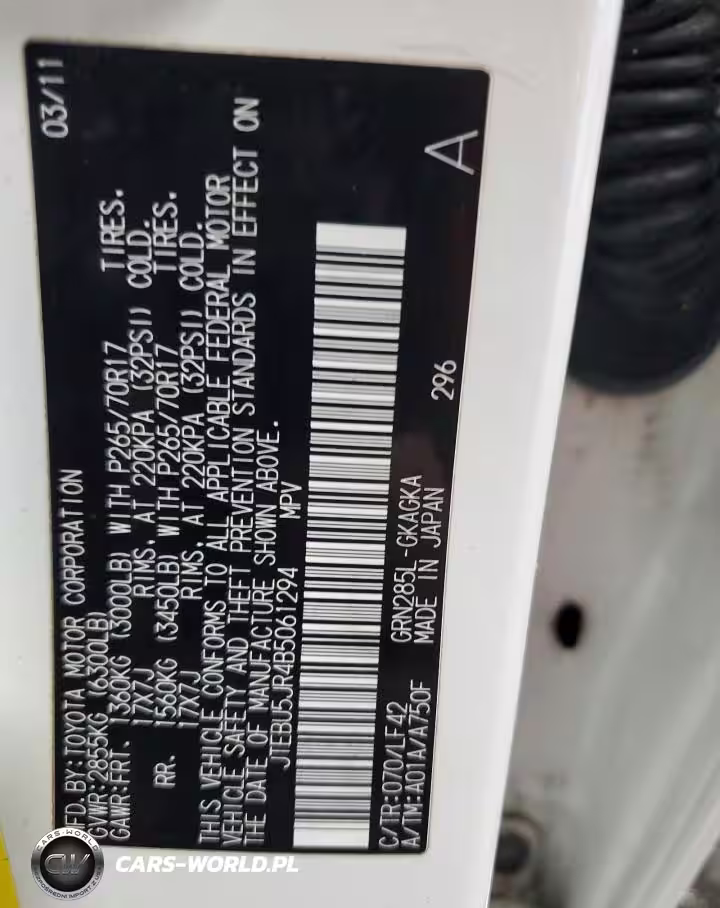 MFD. BY:TOYOTA MOTOR CORPORATION 03/11
GVWR:2855KG (6300LB)
GAWR:FRT. 1360KG (3000LB) WITH P265/70R17 TIRES.
17X7J RIMS, AT 220KPA (32PSI) COLD.
RR. 1560KG (3450LB) WITH P265/70R17 TIRES.
17X7J RIMS, AT 220KPA (32PSI) COLD.
THIS VEHICLE CONFORMS TO ALL APPLICABLE FEDERAL MOTOR
VEHICLE SAFETY AND THEFT PREVENTION STANDARDS IN EFFECT ON
THE DATE OF MANUFACTURE SHOWN ABOVE.
JTEBU5JR4B5061294 MPV
C/TR:070/LF42 GRN285L-GKAGKA 296 A
A/TM:A01A/A750F MADE IN JAPAN
CARS-WORLD
CW
CARS-WORLD.PL